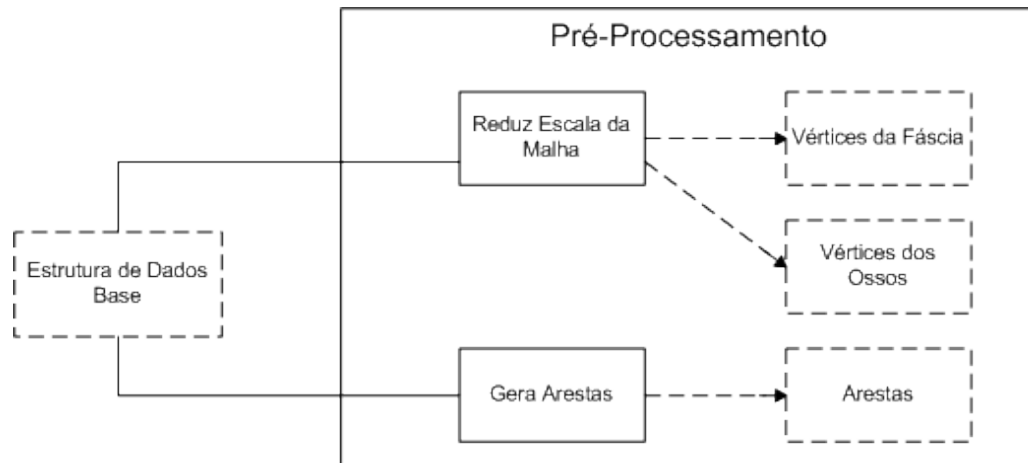 Pré-Processamento
Reduz Escala da
Malha
Vértices da Fáscia
Estrutura de Dados
Base
Vértices dos
Ossos
Gera Arestas
Arestas